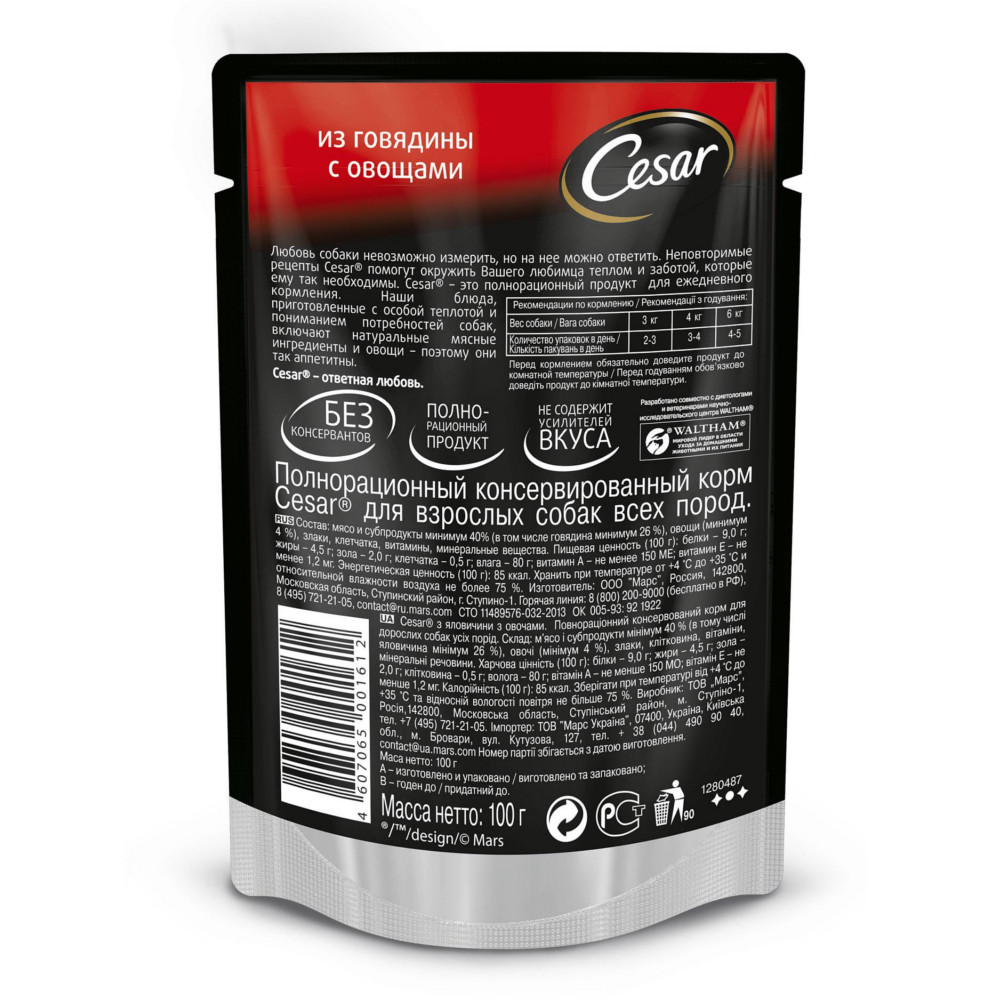 из говядины
с овощами
Cesar
Любовь собаки невозможно измерить, но на нее можно ответить. Неповторимые
рецепты Cesar® помогут окружить Вашего любимца теплом и заботой, которые
ему так необходимы. Cesar® – это полнорационный продукт для ежедневного
кормления. Наши блюда,
приготовленные с особой теплотой и
пониманием потребностей собак,
включают натуральные мясные
ингредиенты и овощи – поэтому они
так аппетитны.
Cesar® – ответная любовь.
Рекомендации по кормлению / Рекомендації з годування:
Вес собаки / Вага собаки 3 кг 4 кг 6 кг
Количество упаковок в день / 2-3 3-4 4-5
Кількість пакувань в день
Перед кормлением обязательно доведите продукт до
комнатной температуры / Перед годуванням обов'язково
доведіть продукт до кімнатної температури.
БЕЗ
КОНСЕРВАНТОВ
ПОЛНО-
РАЦИОННЫЙ
ПРОДУКТ
НЕ СОДЕРЖИТ
УСИЛИТЕЛЕЙ
ВКУСА
Разработано совместно с диетологами
и ветеринарами научно-
исследовательского центра WALTHAM®
WALTHAM®
МИРОВОЙ ЛИДЕР В ОБЛАСТИ
УХОДА ЗА ДОМАШНИМИ
ЖИВОТНЫМИ И ИХ ПИТАНИИ
Полнорационный консервированный корм
Cesar® для взрослых собак всех пород.
RUS Состав: мясо и субпродукты минимум 40% (в том числе говядина минимум 26 %), овощи (минимум
4 %), злаки, клетчатка, витамины, минеральные вещества. Пищевая ценность (100 г): белки – 9,0 г;
жиры – 4,5 г; зола – 2,0 г; клетчатка – 0,5 г; влага – 80 г; витамин А – не менее 150 МЕ; витамин Е – не
менее 1,2 мг. Энергетическая ценность (100 г): 85 ккал. Хранить при температуре от +4 °С до +35 °С и
относительной влажности воздуха не более 75 %. Изготовитель: ООО "Марс", Россия, 142800,
Московская область, Ступинский район, г. Ступино-1. Горячая линия: 8 (800) 200-9000 (бесплатно в РФ),
8 (495) 721-21-05, contact@ru.mars.com СТО 11489576-032-2013 ОК 005-93: 92 1922
UA Cesar® з яловичини з овочами. Повнораціонний консервований корм для
дорослих собак усіх порід. Склад: м'ясо і субпродукти мінімум 40 % (в тому числі
яловичина мінімум 26 %), овочі (мінімум 4 %), злаки, клітковина, вітаміни,
мінеральні речовини. Харчова цінність (100 г): білки – 9,0 г; жири – 4,5 г; зола –
2,0 г; клітковина – 0,5 г; волога – 80 г; вітамін А – не менше 150 МО; вітамін Е – не
менше 1,2 мг. Калорійність (100 г): 85 ккал. Зберігати при температурі від +4 °С до
+35 °С та відносній вологості повітря не більше 75 %. Виробник: ТОВ "Марс",
Росія,142800, Московська область, Ступінський район, м. Ступіно-1,
тел. +7 (495) 721-21-05. Імпортер: ТОВ "Марс Україна", 07400, Україна, Київська
обл., м. Бровари, вул. Кутузова, 127, тел. + 38 (044) 490 90 40,
contact@ua.mars.com Номер партії збігається з датою виготовлення.
Маса нетто: 100 г
А – изготовлено и упаковано / виготовлено та запаковано;
В – годен до / придатний до.
4 607065 001612
Масса нетто: 100 г
®/™/design/© Mars
РСТ
90
1280487